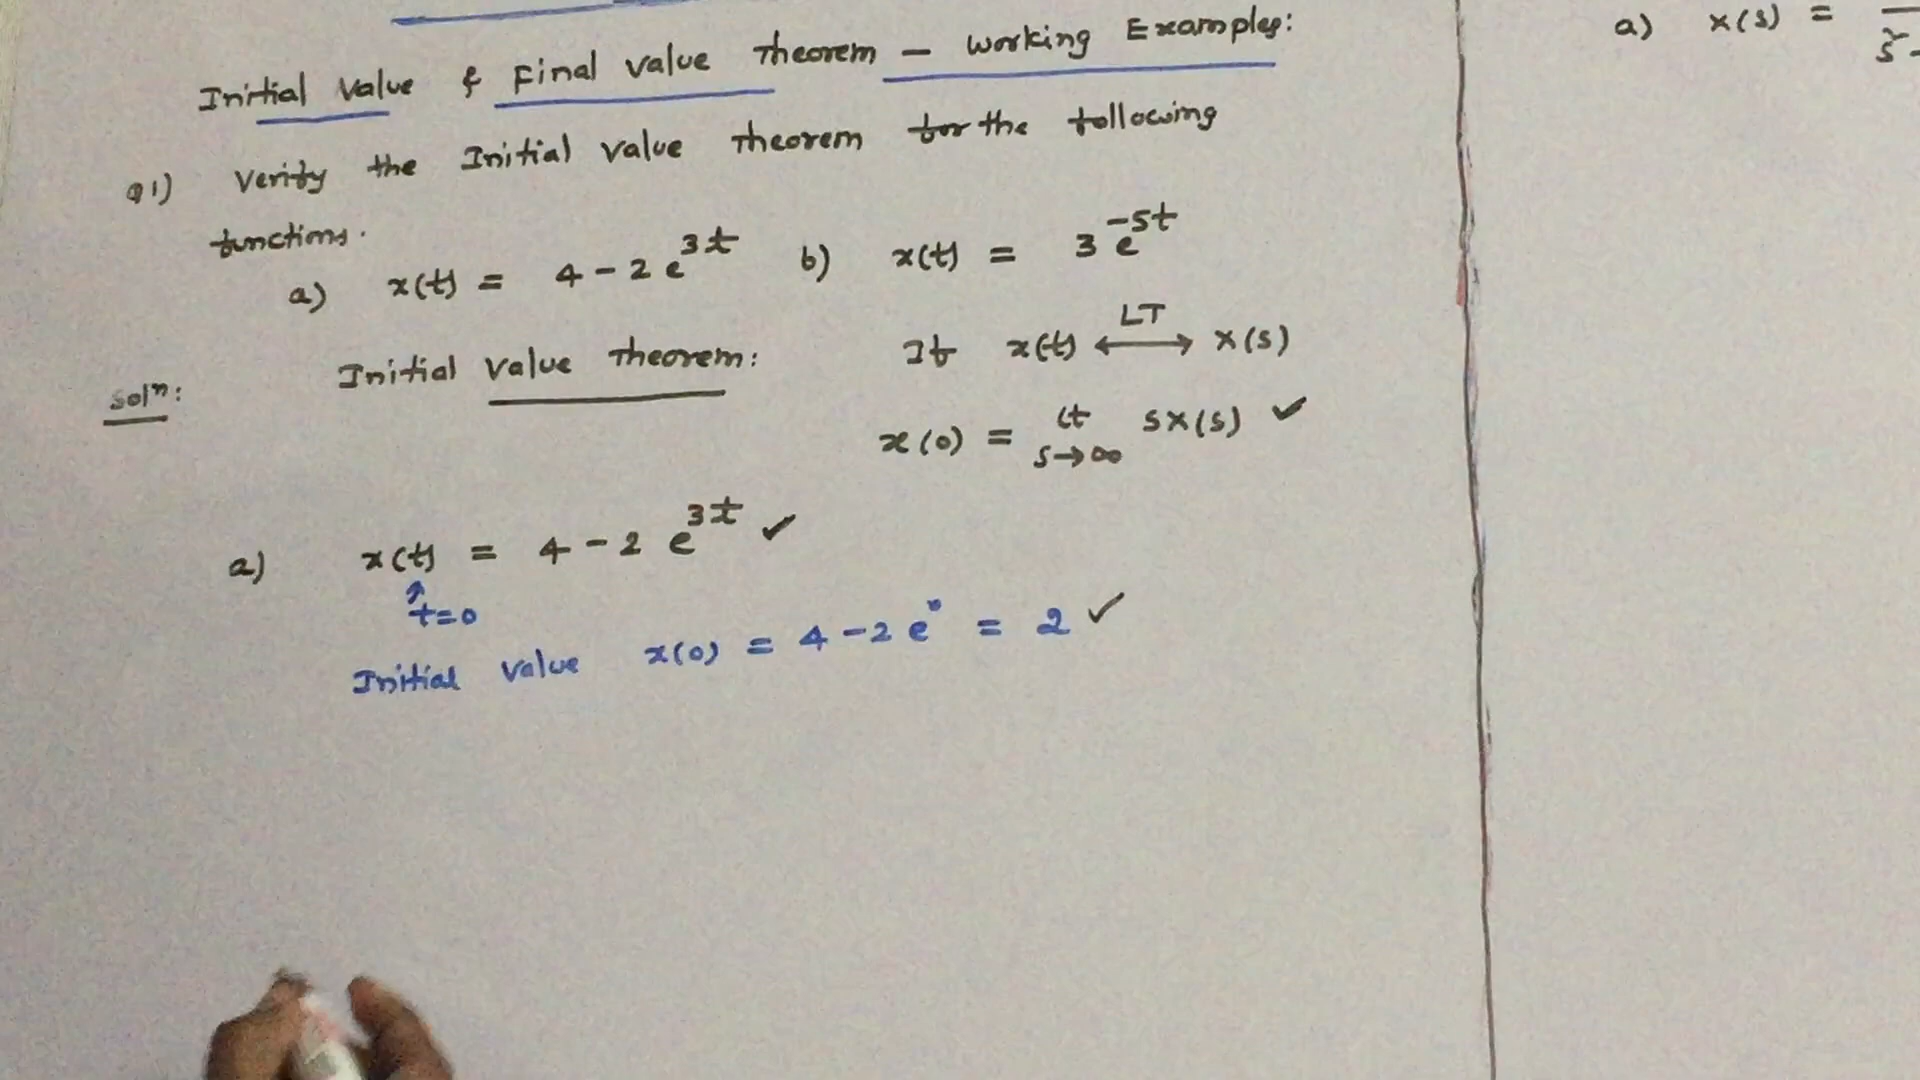 Initial Value & Final Value Theorem – Working Examples:
Q1) Verify the Initial Value Theorem for the following
functions.
a) x(t) = 4 - 2 e^{3t} b) x(t) = 3 e^{-5t}
Soln: Initial Value Theorem: If x(t) ⟷ X(s)
LT
x(0) = Lt sX(s) ✓
s→∞
a) x(t) = 4 - 2 e^{3t} ✓
↑
t=0
Initial Value x(0) = 4 - 2 e^0 = 2 ✓
a) X(s) =